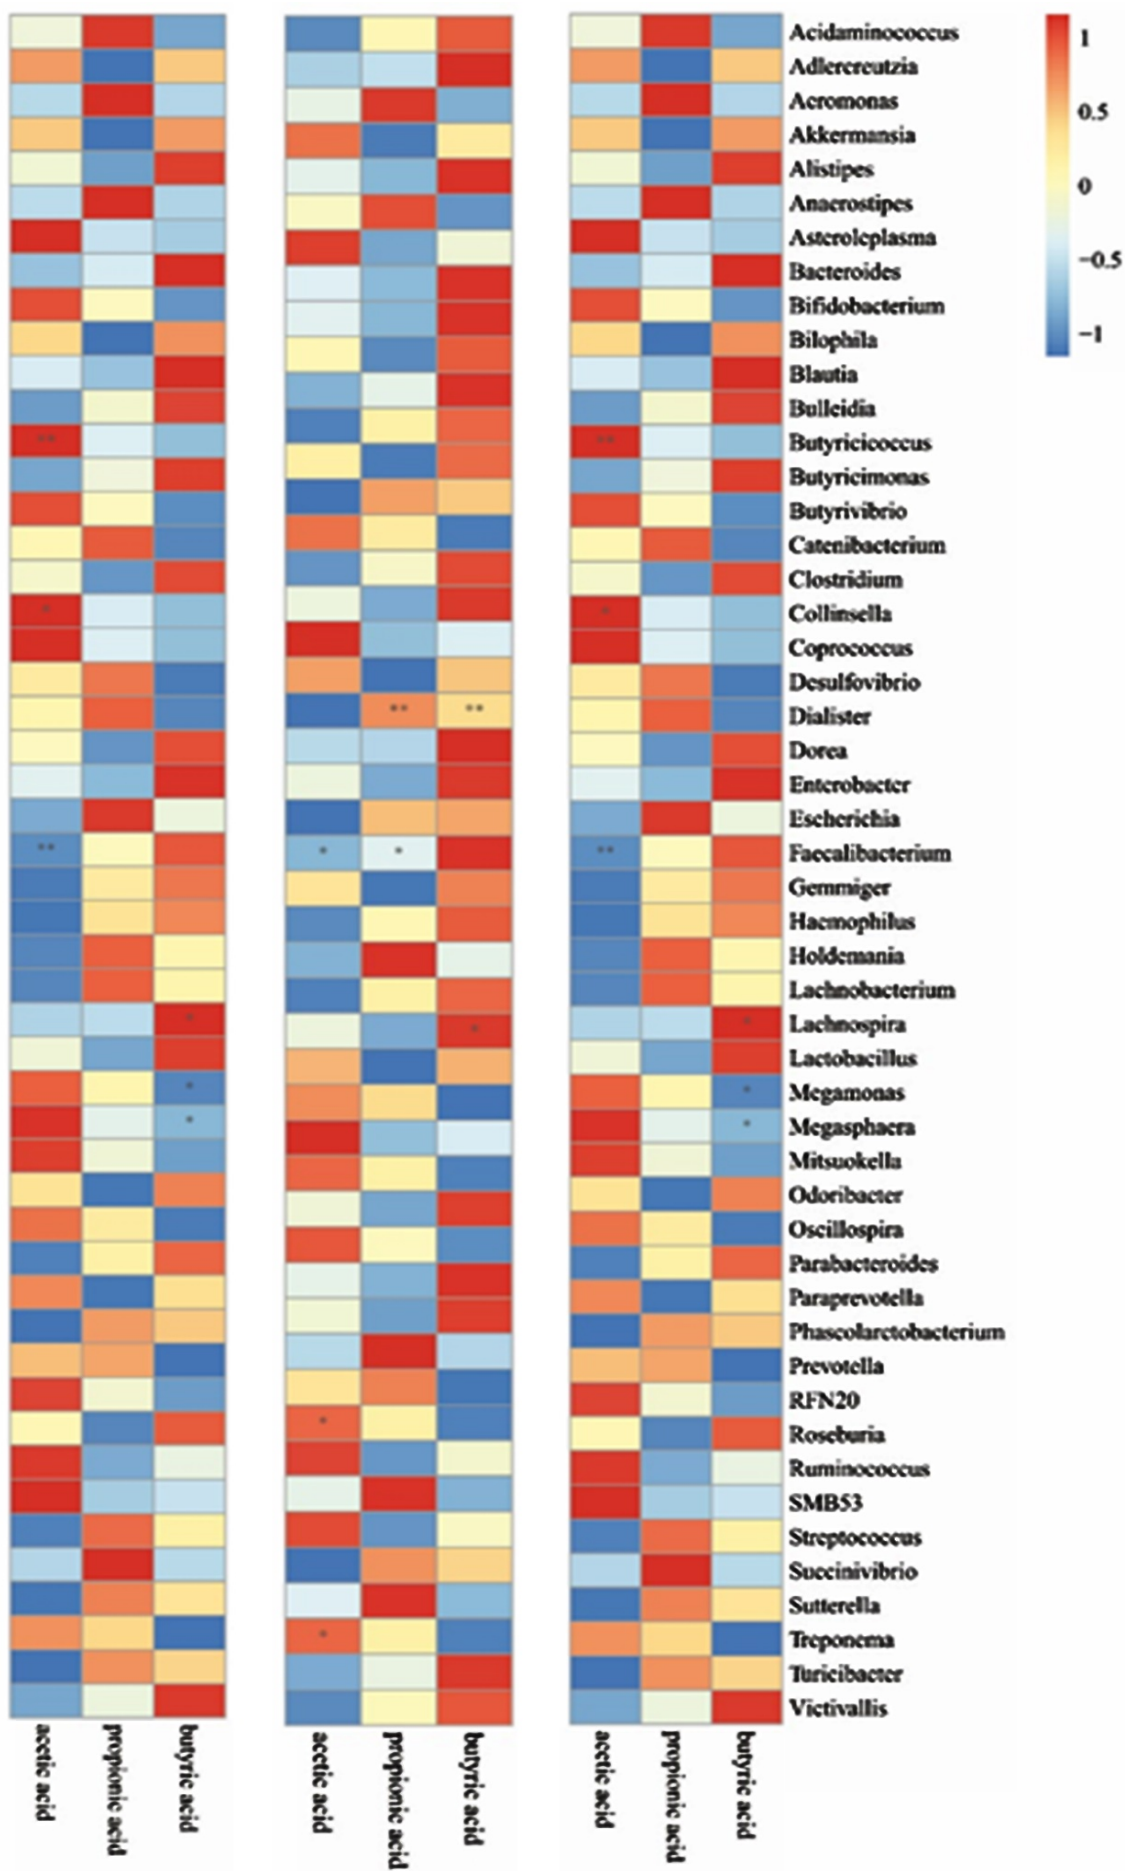 Acidaminococcus
1
Adlercreutzia
Aeromonas
0.5
Akkermansia
Alistipes
0
Anaerostipes
Asteroleplasma
−0.5
Bacteroides
Bifidobacterium
−1
Bilophila
Blautia
Bulleidia
** ** Butyricicoccus
Butyricimonas
Butyrivibrio
Catenibacterium
Clostridium
* * Collinsella
Coprococcus
Desulfovibrio
** ** Dialister
Dorea
Enterobacter
Escherichia
** * * ** Faecalibacterium
Gemmiger
Haemophilus
Holdemania
Lachnobacterium
* * * Lachnospira
Lactobacillus
* * Megamonas
* * Megasphaera
Mitsuokella
Odoribacter
Oscillospira
Parabacteroides
Paraprevotella
Phascolarctobacterium
Prevotella
RFN20
* Roseburia
Ruminococcus
SMB53
Streptococcus
Succinivibrio
Sutterella
* Treponema
Turicibacter
Victivallis
acetic acid
propionic acid
butyric acid
acetic acid
propionic acid
butyric acid
acetic acid
propionic acid
butyric acid